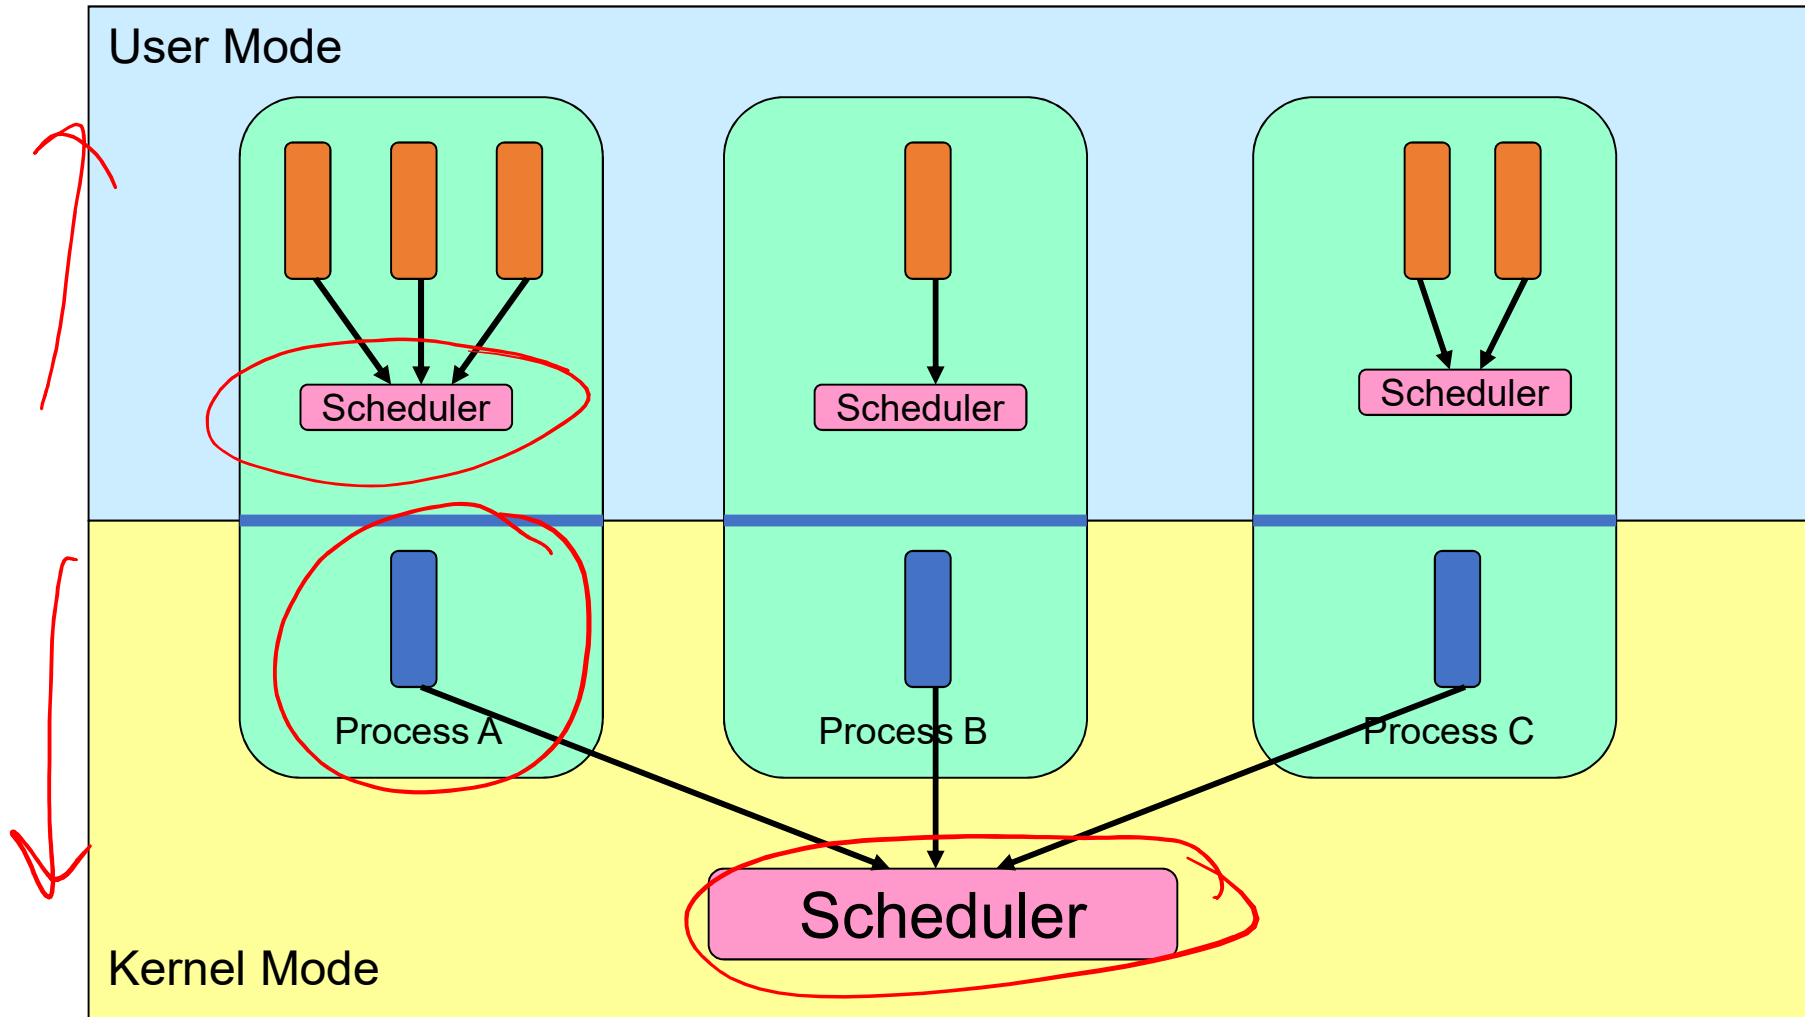 User Mode
Scheduler
Scheduler
Scheduler
Process A
Process B
Process C
Scheduler
Kernel Mode